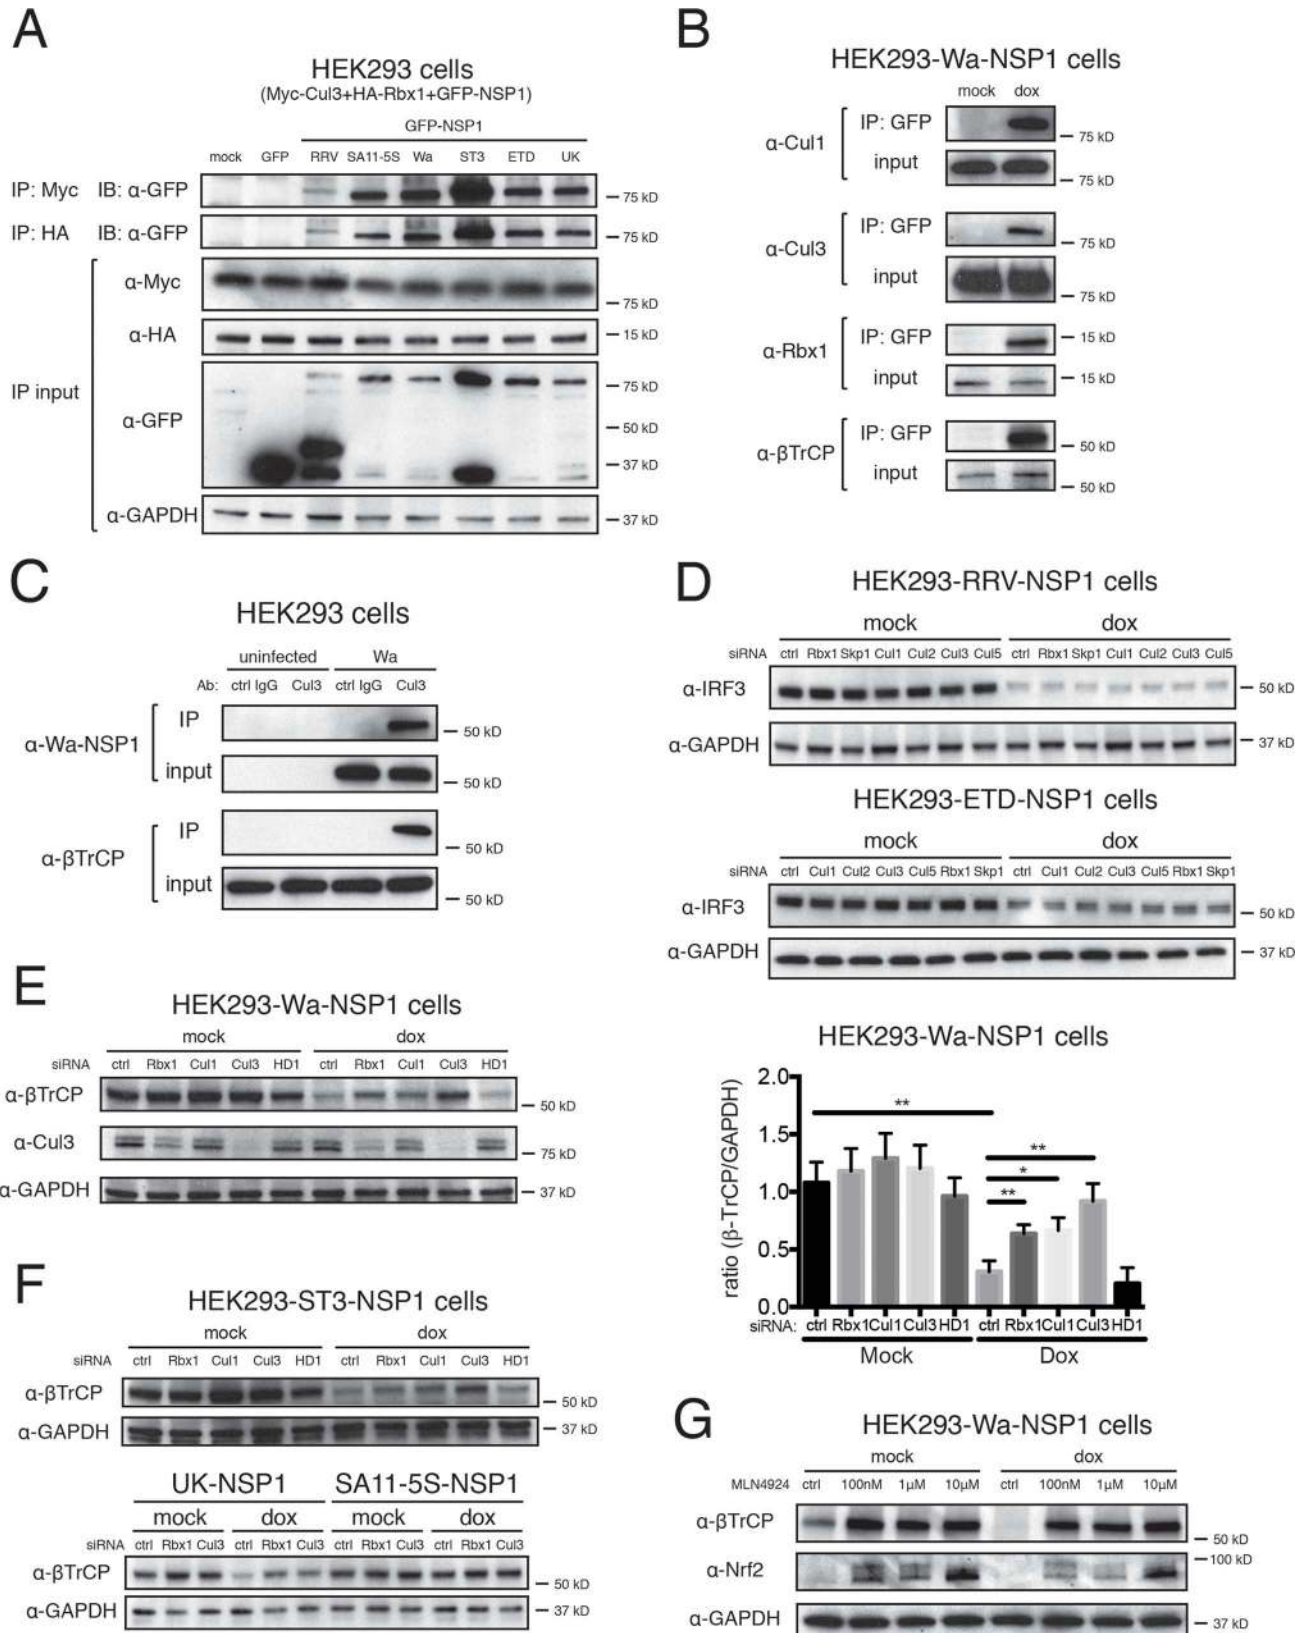 A
HEK293 cells
(Myc-Cul3+HA-Rbx1+GFP-NSP1)
GFP-NSP1
mock GFP RRV SA11-5S Wa ST3 ETD UK
IP: Myc IB: α-GFP 75 kD
IP: HA IB: α-GFP 75 kD
IP input
α-Myc 75 kD
α-HA 15 kD
α-GFP 75 kD
50 kD
37 kD
α-GAPDH 37 kD
B
HEK293-Wa-NSP1 cells
mock dox
α-Cul1
IP: GFP 75 kD
input 75 kD
α-Cul3
IP: GFP 75 kD
input 75 kD
α-Rbx1
IP: GFP 15 kD
input 15 kD
α-βTrCP
IP: GFP 50 kD
input 50 kD
C
HEK293 cells
uninfected Wa
Ab: ctrl IgG Cul3 ctrl IgG Cul3
α-Wa-NSP1
IP 50 kD
input 50 kD
α-βTrCP
IP 50 kD
input 50 kD
D
HEK293-RRV-NSP1 cells
mock dox
siRNA ctrl Rbx1 Skp1 Cul1 Cul2 Cul3 Cul5 ctrl Rbx1 Skp1 Cul1 Cul2 Cul3 Cul5
α-IRF3 50 kD
α-GAPDH 37 kD
HEK293-ETD-NSP1 cells
mock dox
siRNA ctrl Cul1 Cul2 Cul3 Cul5 Rbx1 Skp1 ctrl Cul1 Cul2 Cul3 Cul5 Rbx1 Skp1
α-IRF3 50 kD
α-GAPDH 37 kD
E
HEK293-Wa-NSP1 cells
mock dox
siRNA ctrl Rbx1 Cul1 Cul3 HD1 ctrl Rbx1 Cul1 Cul3 HD1
α-βTrCP 50 kD
α-Cul3 75 kD
α-GAPDH 37 kD
HEK293-Wa-NSP1 cells
ratio (β-TrCP/GAPDH)
2.0
1.5
1.0
0.5
0.0
**
**
*
**
siRNA: ctrl Rbx1 Cul1 Cul3 HD1 ctrl Rbx1 Cul1 Cul3 HD1
Mock Dox
F
HEK293-ST3-NSP1 cells
mock dox
siRNA ctrl Rbx1 Cul1 Cul3 HD1 ctrl Rbx1 Cul1 Cul3 HD1
α-βTrCP 50 kD
α-GAPDH 37 kD
UK-NSP1 SA11-5S-NSP1
mock dox mock dox
siRNA ctrl Rbx1 Cul3 ctrl Rbx1 Cul3 ctrl Rbx1 Cul3 ctrl Rbx1 Cul3
α-βTrCP 50 kD
α-GAPDH 37 kD
G
HEK293-Wa-NSP1 cells
mock dox
MLN4924 ctrl 100nM 1μM 10μM ctrl 100nM 1μM 10μM
α-βTrCP 50 kD
α-Nrf2 100 kD
α-GAPDH 37 kD